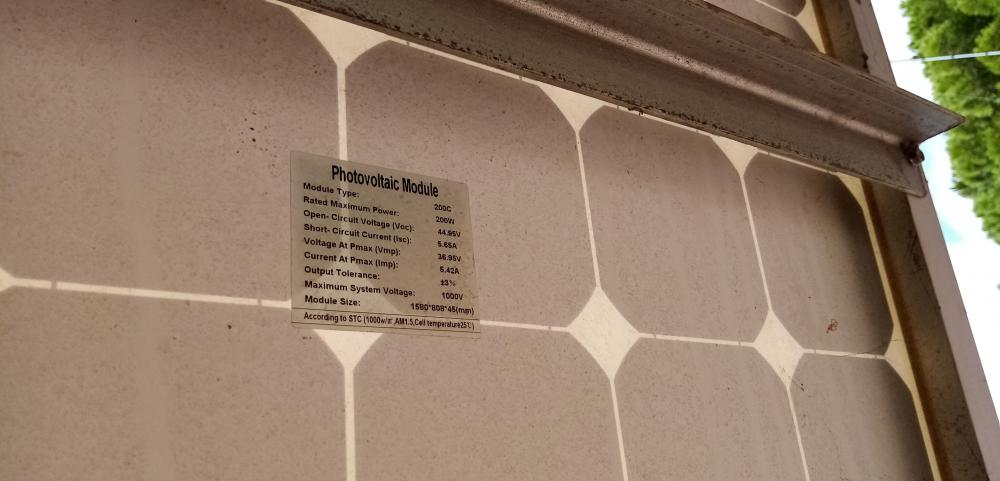 Photovoltaic Module
Module Type: 200C
Rated Maximum Power: 200W
Open- Circuit Voltage (Voc): 44.95V
Short- Circuit Current (Isc): 5.65A
Voltage At Pmax (Vmp): 36.95V
Current At Pmax (Imp): 5.42A
Output Tolerance: ±3%
Maximum System Voltage: 1000V
Module Size: 1580*808*45(mm)
According to STC (1000w/㎡,AM1.5,Cell temperature25℃)